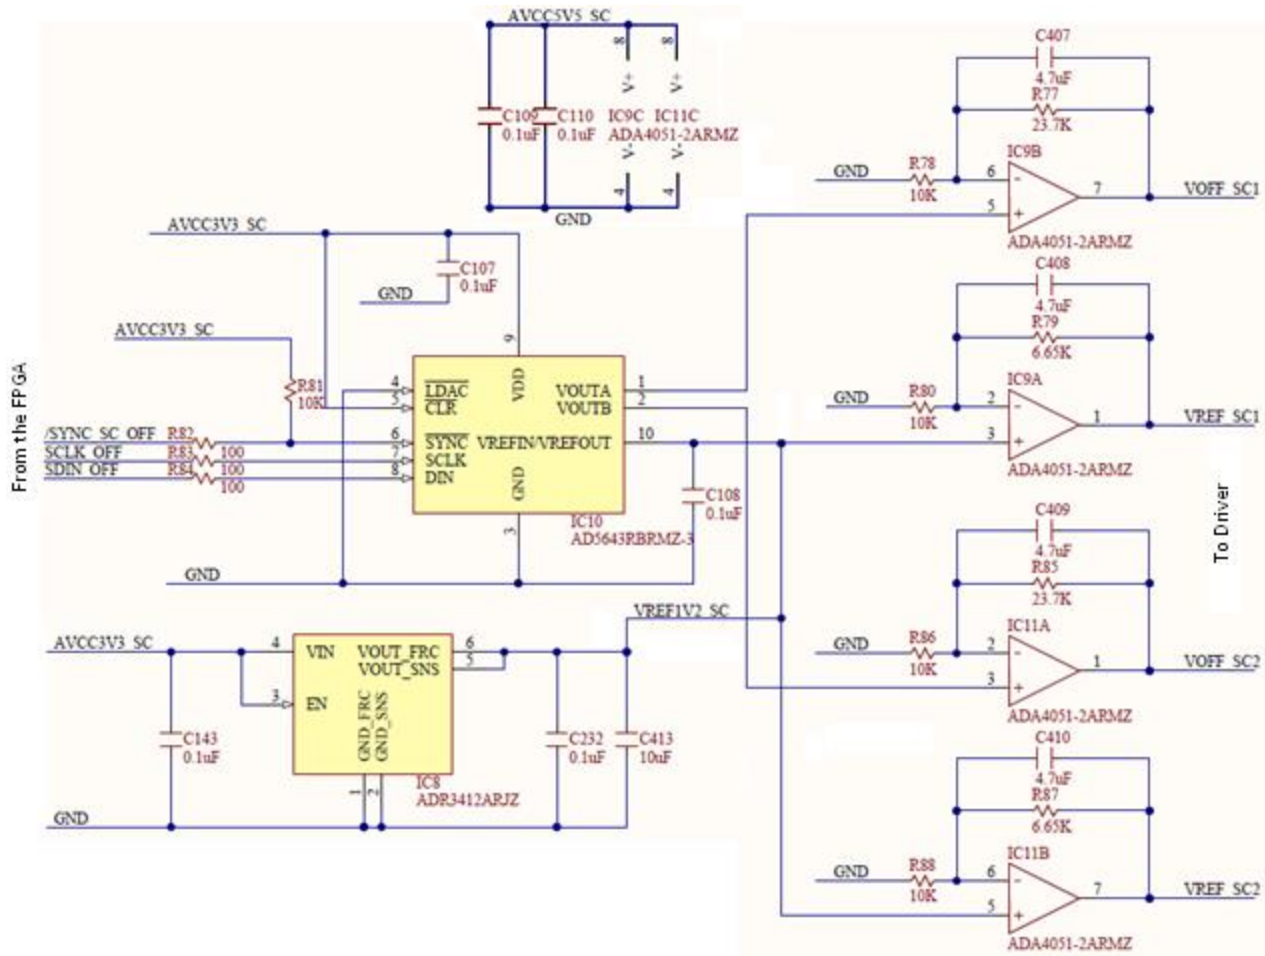 AVCC5V5_SC
8
8
V+
V+
C109
0.1uF
C110
0.1uF
IC9C
IC11C
ADA4051-2ARMZ
V-
V-
4
4
GND
C407
4.7uF
R77
23.7K
IC9B
GND
R78
10K
6
-
5
+
7
VOFF_SC1
ADA4051-2ARMZ
AVCC3V3_SC
C107
0.1uF
GND
AVCC3V3_SC
R81
10K
9
From the FPGA
/SYNC_SC_OFF
R82
SCLK_OFF
R83
100
SDIN_OFF
R84
100
100
4
LDAC
5
CLR
6
SYNC
7
SCLK
8
DIN
VDD
VOUTA
1
VOUTB
2
VREFIN/VREFOUT
10
GND
3
IC10
AD5643RBRMZ-3
C108
0.1uF
GND
C408
4.7uF
R79
6.65K
IC9A
GND
R80
10K
2
-
3
+
1
VREF_SC1
ADA4051-2ARMZ
To Driver
C409
4.7uF
R85
23.7K
IC11A
GND
R86
10K
2
-
3
+
1
VOFF_SC2
ADA4051-2ARMZ
VREF1V2_SC
AVCC3V3_SC
4
VIN
3
EN
VOUT_FRC
6
VOUT_SNS
5
GND_FRC
GND_SNS
1
2
IC8
ADR3412ARJZ
C143
0.1uF
C232
0.1uF
C413
10uF
GND
C410
4.7uF
R87
6.65K
IC11B
GND
R88
10K
6
-
5
+
7
VREF_SC2
ADA4051-2ARMZ